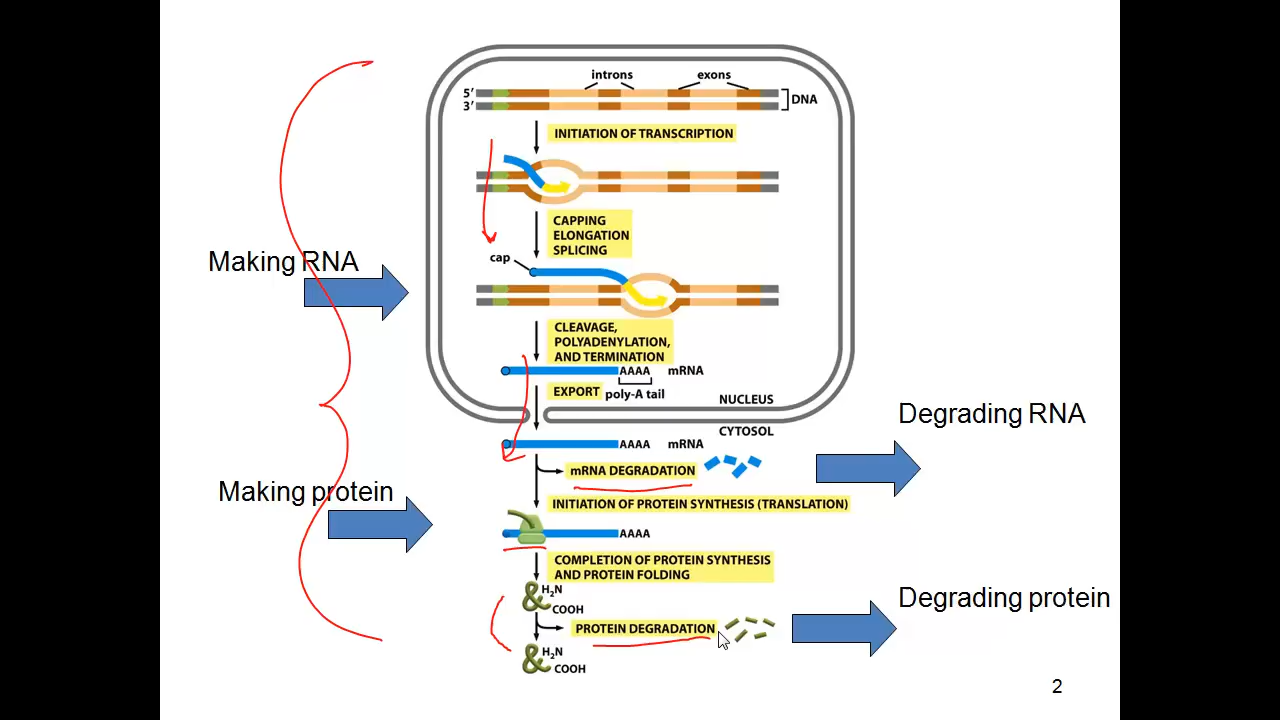 introns exons
5′
3′
DNA
INITIATION OF TRANSCRIPTION
CAPPING
ELONGATION
SPLICING
cap
Making RNA
CLEAVAGE,
POLYADENYLATION,
AND TERMINATION
AAAA mRNA
EXPORT
poly-A tail
NUCLEUS
CYTOSOL
Degrading RNA
AAAA mRNA
mRNA DEGRADATION
Making protein
INITIATION OF PROTEIN SYNTHESIS (TRANSLATION)
AAAA
COMPLETION OF PROTEIN SYNTHESIS
AND PROTEIN FOLDING
H2N
COOH
Degrading protein
PROTEIN DEGRADATION
H2N
COOH
2